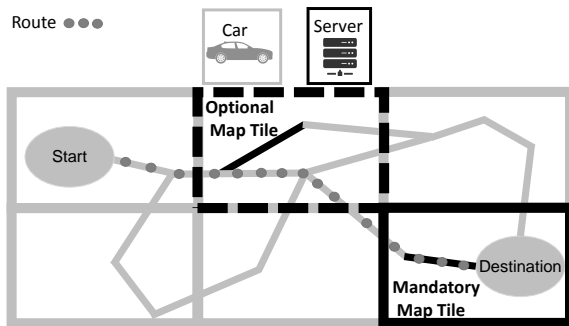 Route
Car
Server
Optional
Map Tile
Start
Destination
Mandatory
Map Tile